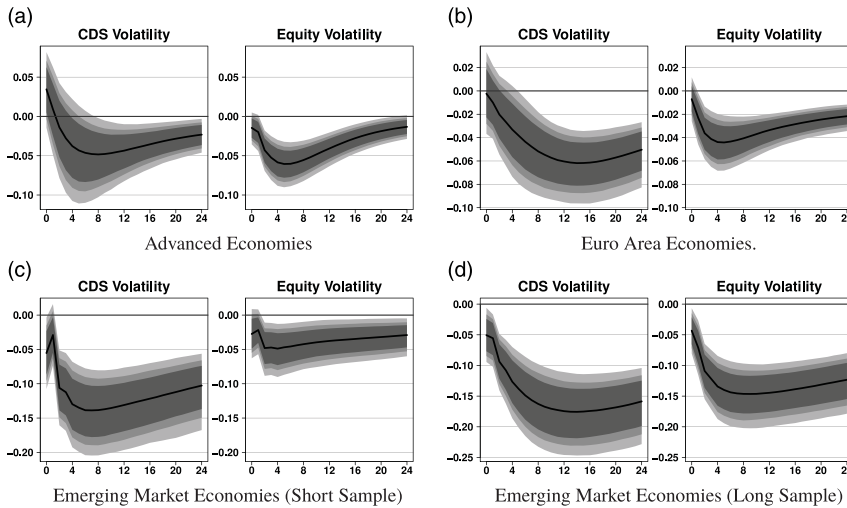 (a)
CDS Volatility
Equity Volatility
0.05
0.00
−0.05
−0.10
0 4 8 12 16 20 24
0.05
0.00
−0.05
−0.10
0 4 8 12 16 20 24
Advanced Economies
(b)
CDS Volatility
Equity Volatility
0.02
0.00
−0.02
−0.04
−0.06
−0.08
−0.10
0 4 8 12 16 20 24
0.02
0.00
−0.02
−0.04
−0.06
−0.08
−0.10
0 4 8 12 16 20 24
Euro Area Economies.
(c)
CDS Volatility
Equity Volatility
0.00
−0.05
−0.10
−0.15
−0.20
0 4 8 12 16 20 24
0.00
−0.05
−0.10
−0.15
−0.20
0 4 8 12 16 20 24
Emerging Market Economies (Short Sample)
(d)
CDS Volatility
Equity Volatility
0.00
−0.05
−0.10
−0.15
−0.20
−0.25
0 4 8 12 16 20 24
0.00
−0.05
−0.10
−0.15
−0.20
−0.25
0 4 8 12 16 20 24
Emerging Market Economies (Long Sample)